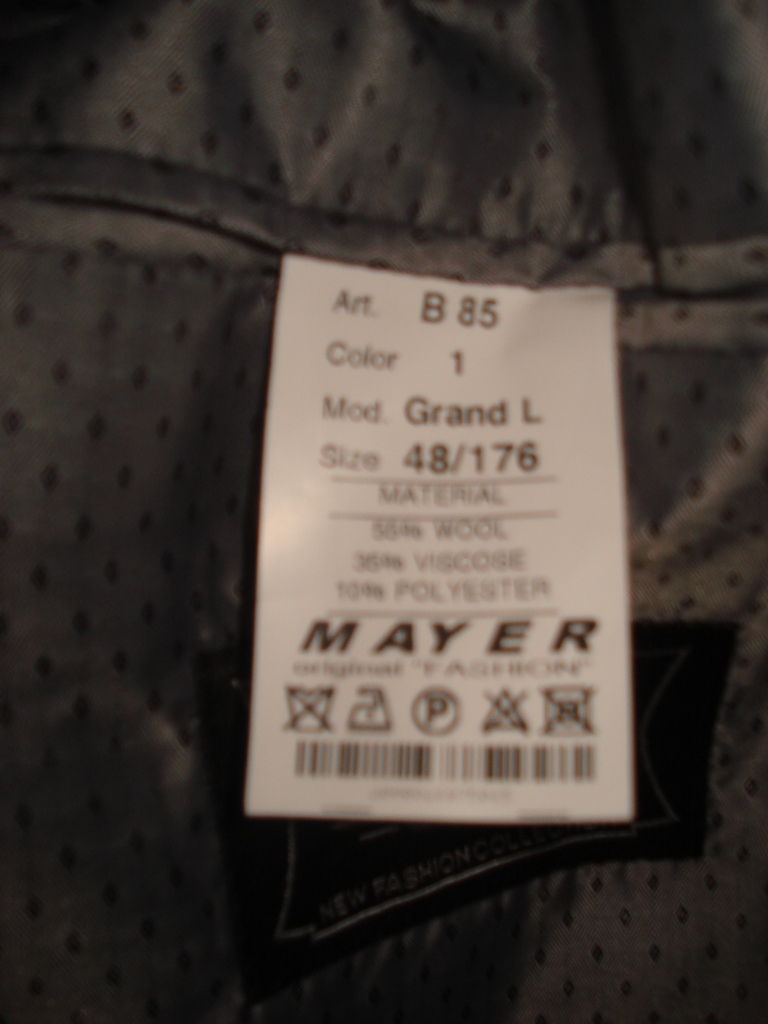 Art. B 85
Color 1
Mod. Grand L
Size 48/176
MATERIAL
55% WOOL
35% VISCOSE
10% POLYESTER
MAYER
original "FASHION"
P
NEW FASHION COLLECTION